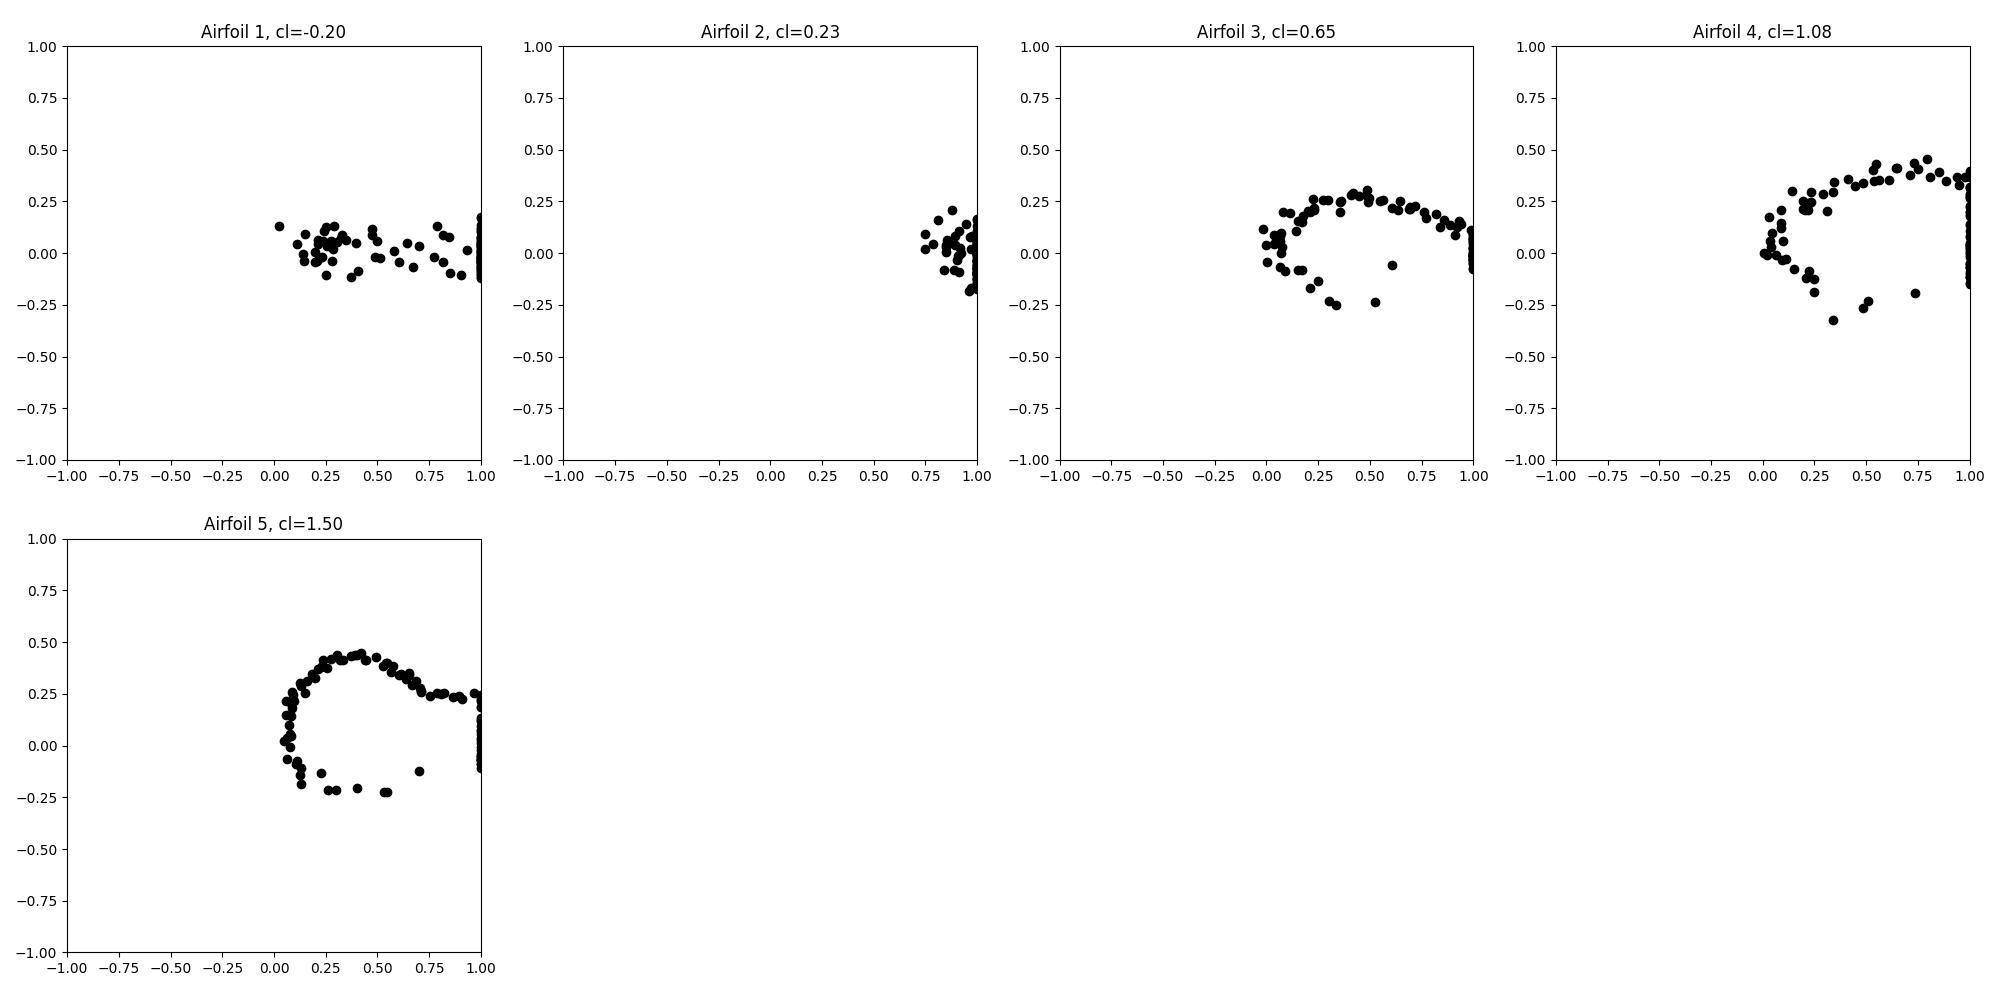 Airfoil 1, cl=-0.20
Airfoil 2, cl=0.23
Airfoil 3, cl=0.65
Airfoil 4, cl=1.08
1.00 1.00 1.00 1.00
0.75 0.75 0.75 0.75
0.50 0.50 0.50 0.50
0.25 0.25 0.25 0.25
0.00 0.00 0.00 0.00
−0.25 −0.25 −0.25 −0.25
−0.50 −0.50 −0.50 −0.50
−0.75 −0.75 −0.75 −0.75
−1.00 −1.00 −1.00 −1.00
−1.00 −0.75 −0.50 −0.25 0.00 0.25 0.50 0.75 1.00
−1.00 −0.75 −0.50 −0.25 0.00 0.25 0.50 0.75 1.00
−1.00 −0.75 −0.50 −0.25 0.00 0.25 0.50 0.75 1.00
−1.00 −0.75 −0.50 −0.25 0.00 0.25 0.50 0.75 1.00
Airfoil 5, cl=1.50
1.00
0.75
0.50
0.25
0.00
−0.25
−0.50
−0.75
−1.00
−1.00 −0.75 −0.50 −0.25 0.00 0.25 0.50 0.75 1.00